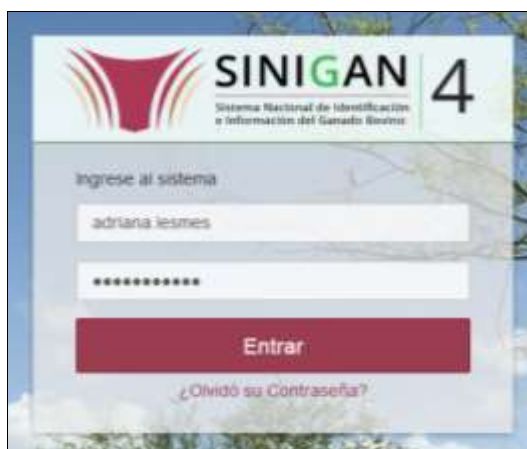 SINIGAN 4
Sistema Nacional de Identificación
e Información del Ganado Bovino
Ingrese al sistema
adriana lesmes
•••••••••••
Entrar
¿Olvidó su Contraseña?